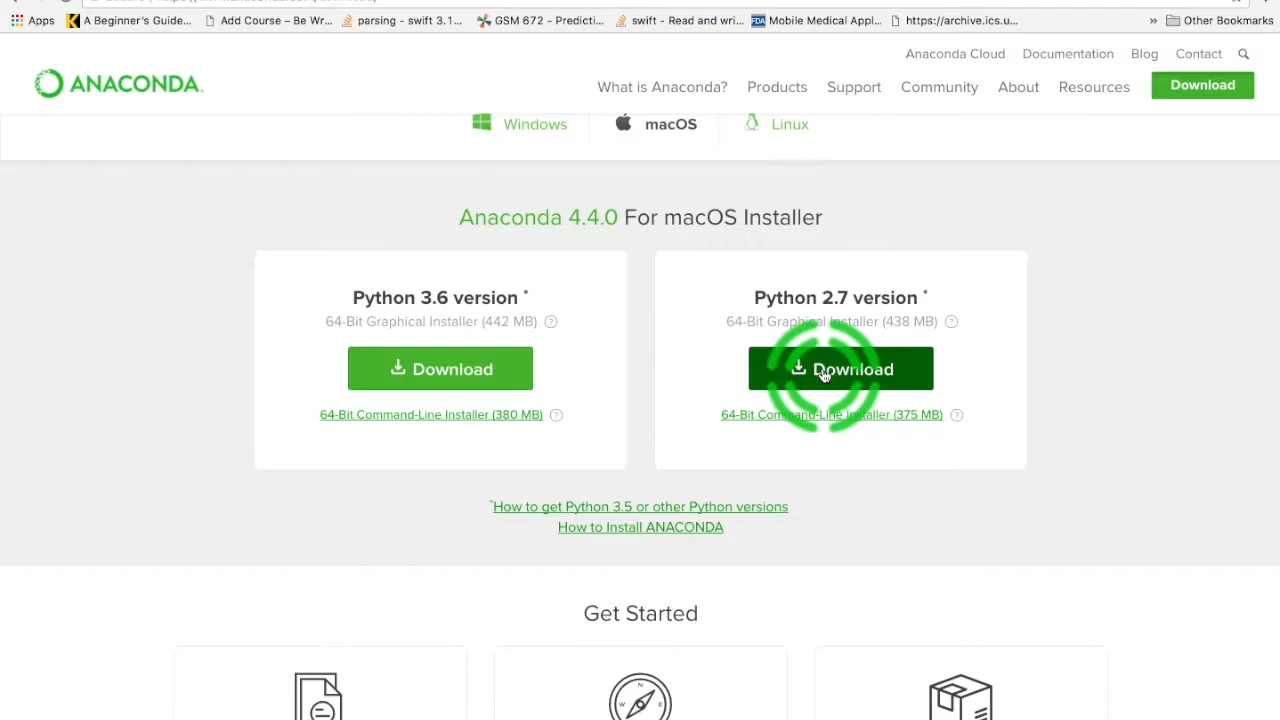 Apps A Beginner's Guide... Add Course – Be Wr... parsing - swift 3.1... GSM 672 - Predicti... swift - Read and wri... FDA Mobile Medical Appl... https://archive.ics.u... » Other Bookmarks
Anaconda Cloud Documentation Blog Contact
ANACONDA.
What is Anaconda? Products Support Community About Resources Download
Windows macOS Linux
Anaconda 4.4.0 For macOS Installer
Python 3.6 version * Python 2.7 version *
64-Bit Graphical Installer (442 MB) ? 64-Bit Graphical Installer (438 MB) ?
Download Download
64-Bit Command-Line Installer (380 MB) ? 64-Bit Command-Line Installer (375 MB) ?
*How to get Python 3.5 or other Python versions
How to Install ANACONDA
Get Started
N
W E